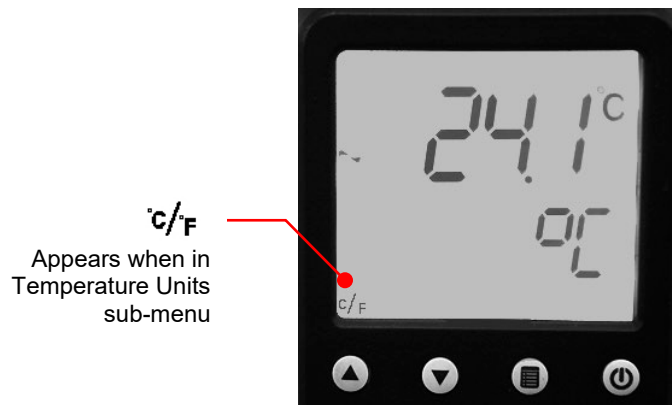 24.1 °C
°C/°F
Appears when in
°C
Temperature Units
sub-menu
C/F